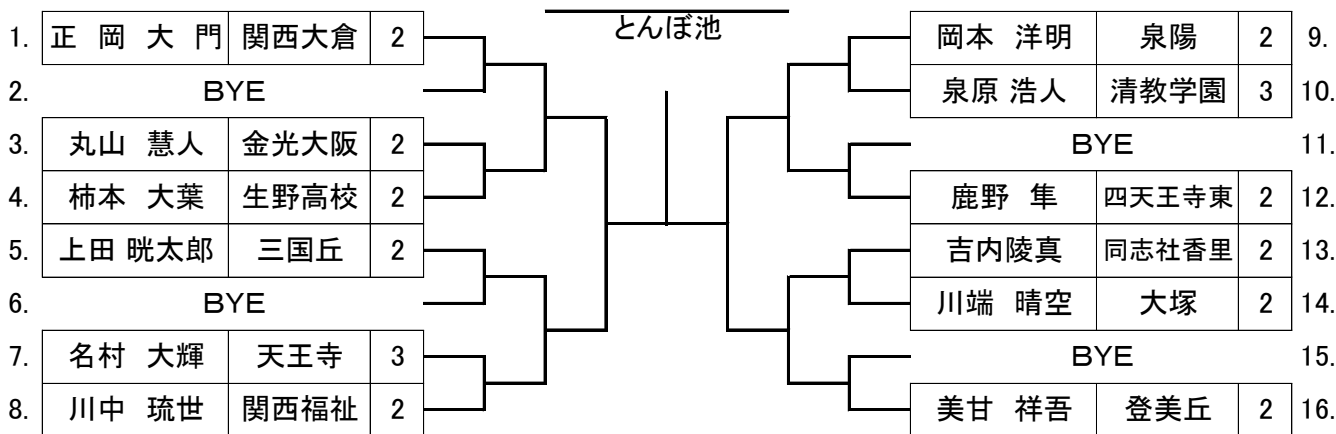 とんぼ池
1. 正 岡 大 門 関西大倉 2
2. BYE
3. 丸山 慧人 金光大阪 2
4. 柿本 大葉 生野高校 2
5. 上田 晄太郎 三国丘 2
6. BYE
7. 名村 大輝 天王寺 3
8. 川中 琉世 関西福祉 2
岡本 洋明 泉陽 2 9.
泉原 浩人 清教学園 3 10.
BYE 11.
鹿野 隼 四天王寺東 2 12.
吉内陵真 同志社香里 2 13.
川端 晴空 大塚 2 14.
BYE 15.
美甘 祥吾 登美丘 2 16.